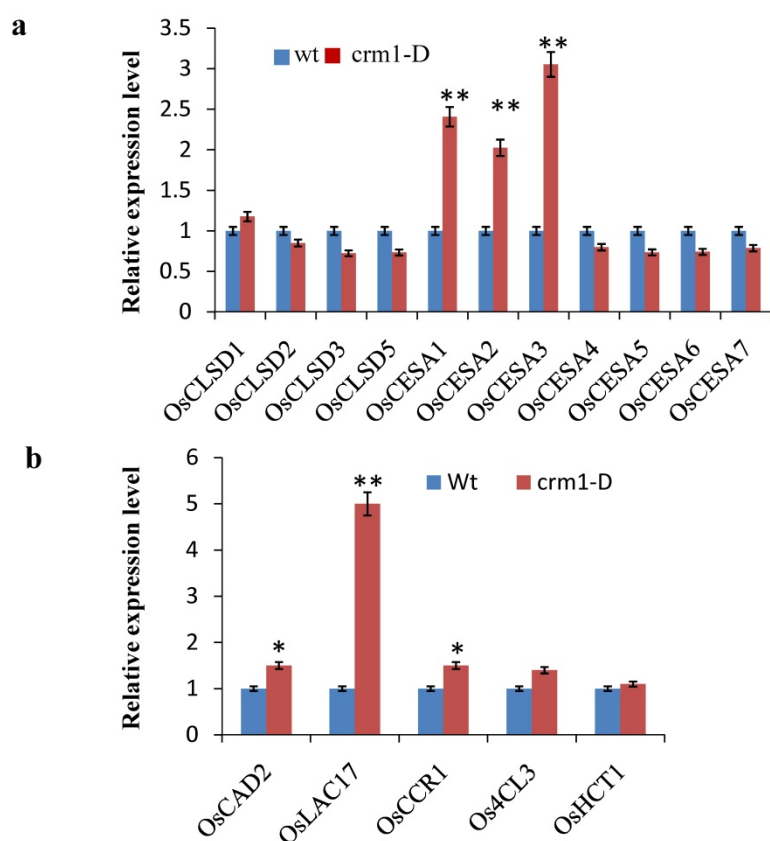 a
Relative expression level
3.5
3
2.5
2
1.5
1
0.5
0
wt crm1-D
** ** **
OsCLSD1 OsCLSD2 OsCLSD3 OsCLSD5 OsCESA1 OsCESA2 OsCESA3 OsCESA4 OsCESA5 OsCESA6 OsCESA7
b
Relative expression level
6
5
4
3
2
1
0
Wt crm1-D
* ** *
OsCAD2 OsLAC17 OsCCR1 Os4CL3 OsHCT1